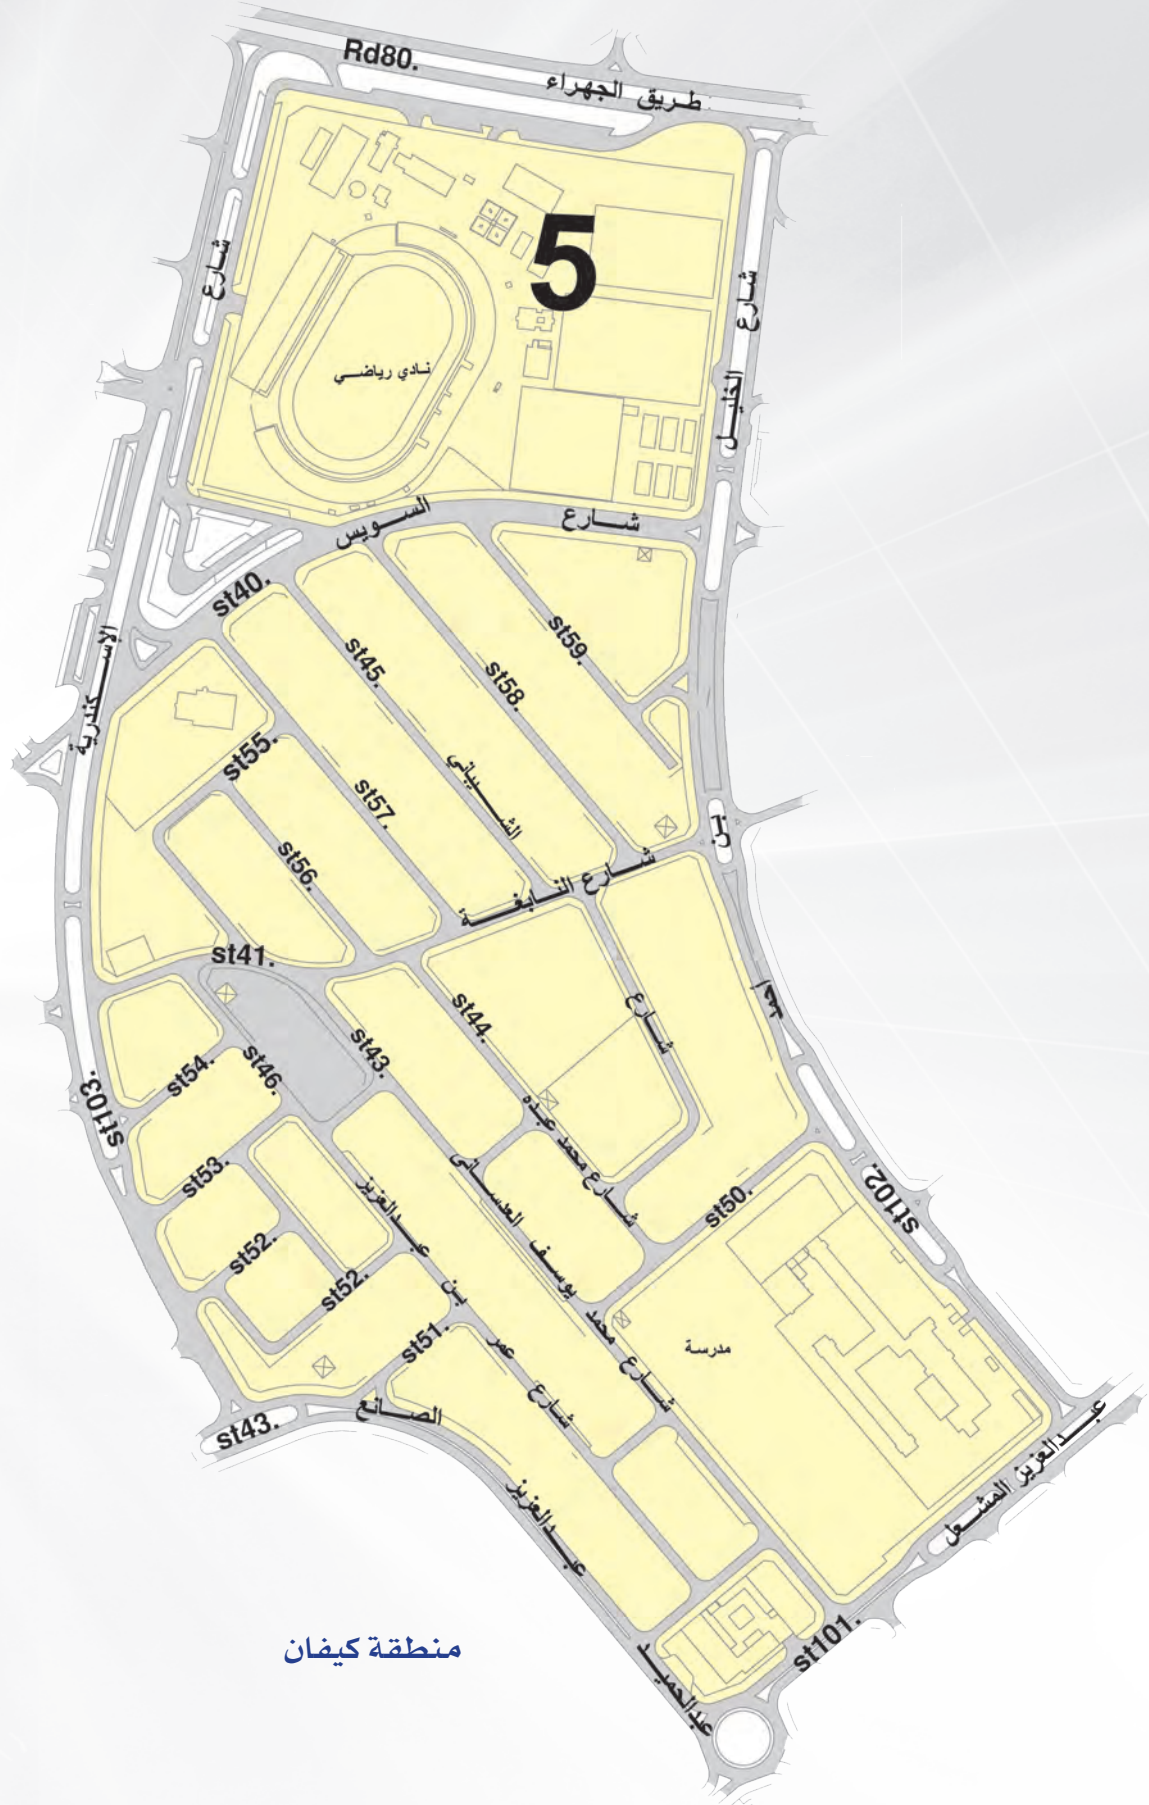 Rd80.
طريق الجهراء
5
شارع
شارع
الخليل
نادي رياضي
السويس
شارع
st40.
st45.
st58.
st59.
الإسكندرية
st55.
st57.
الشيباني
st56.
بن
شارع النابغة
st41.
أحمد
شارع
st44.
st43.
st46.
st54.
st103.
شارع محمد عبده
st53.
عبدالعزيز
العدساني
st50.
st102.
st52.
يوسف
st52.
بن
محمد
st51.
عمر
مدرسة
شارع
شارع
الصانع
st43.
عبدالعزيز المشعل
عبدالعزيز
st101.
منطقة كيفان
عبدالحميد